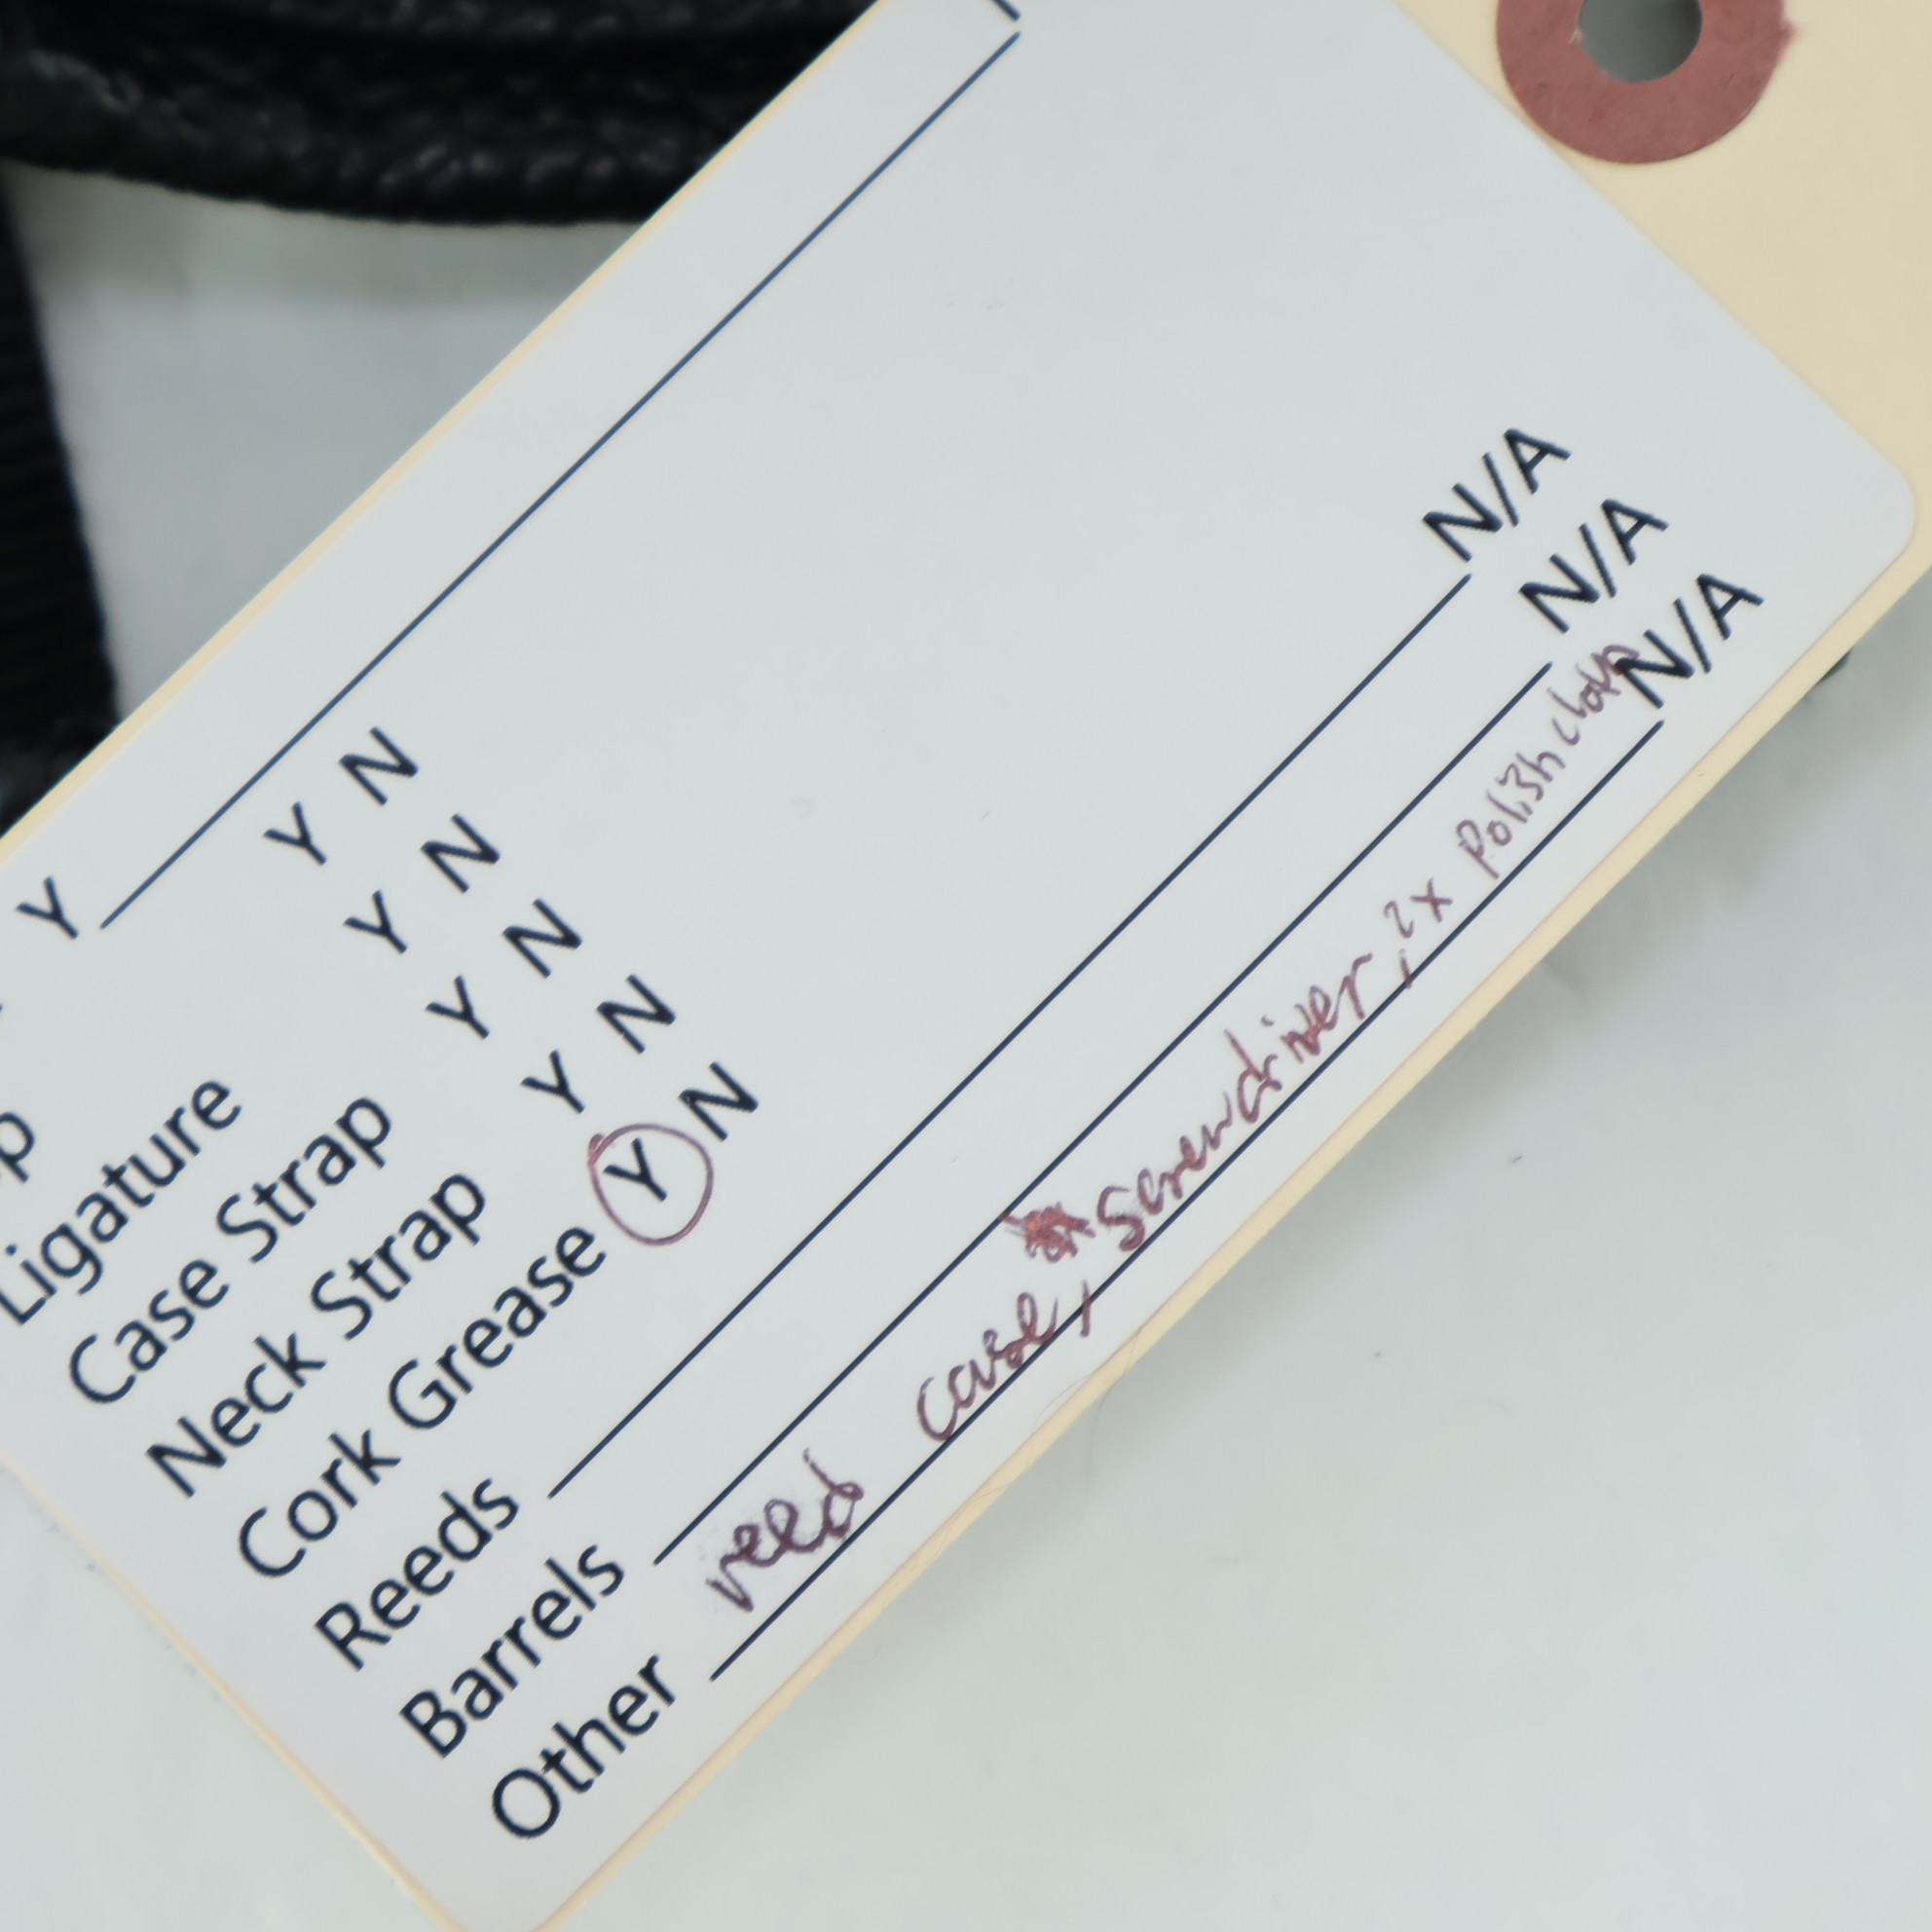 Y
Y N
Ligature Y N
Case Strap Y N
Neck Strap Y N
Cork Grease Y N
Reeds N/A
Barrels N/A
Other reed case, screwdriver, 2x Polish cloth N/A